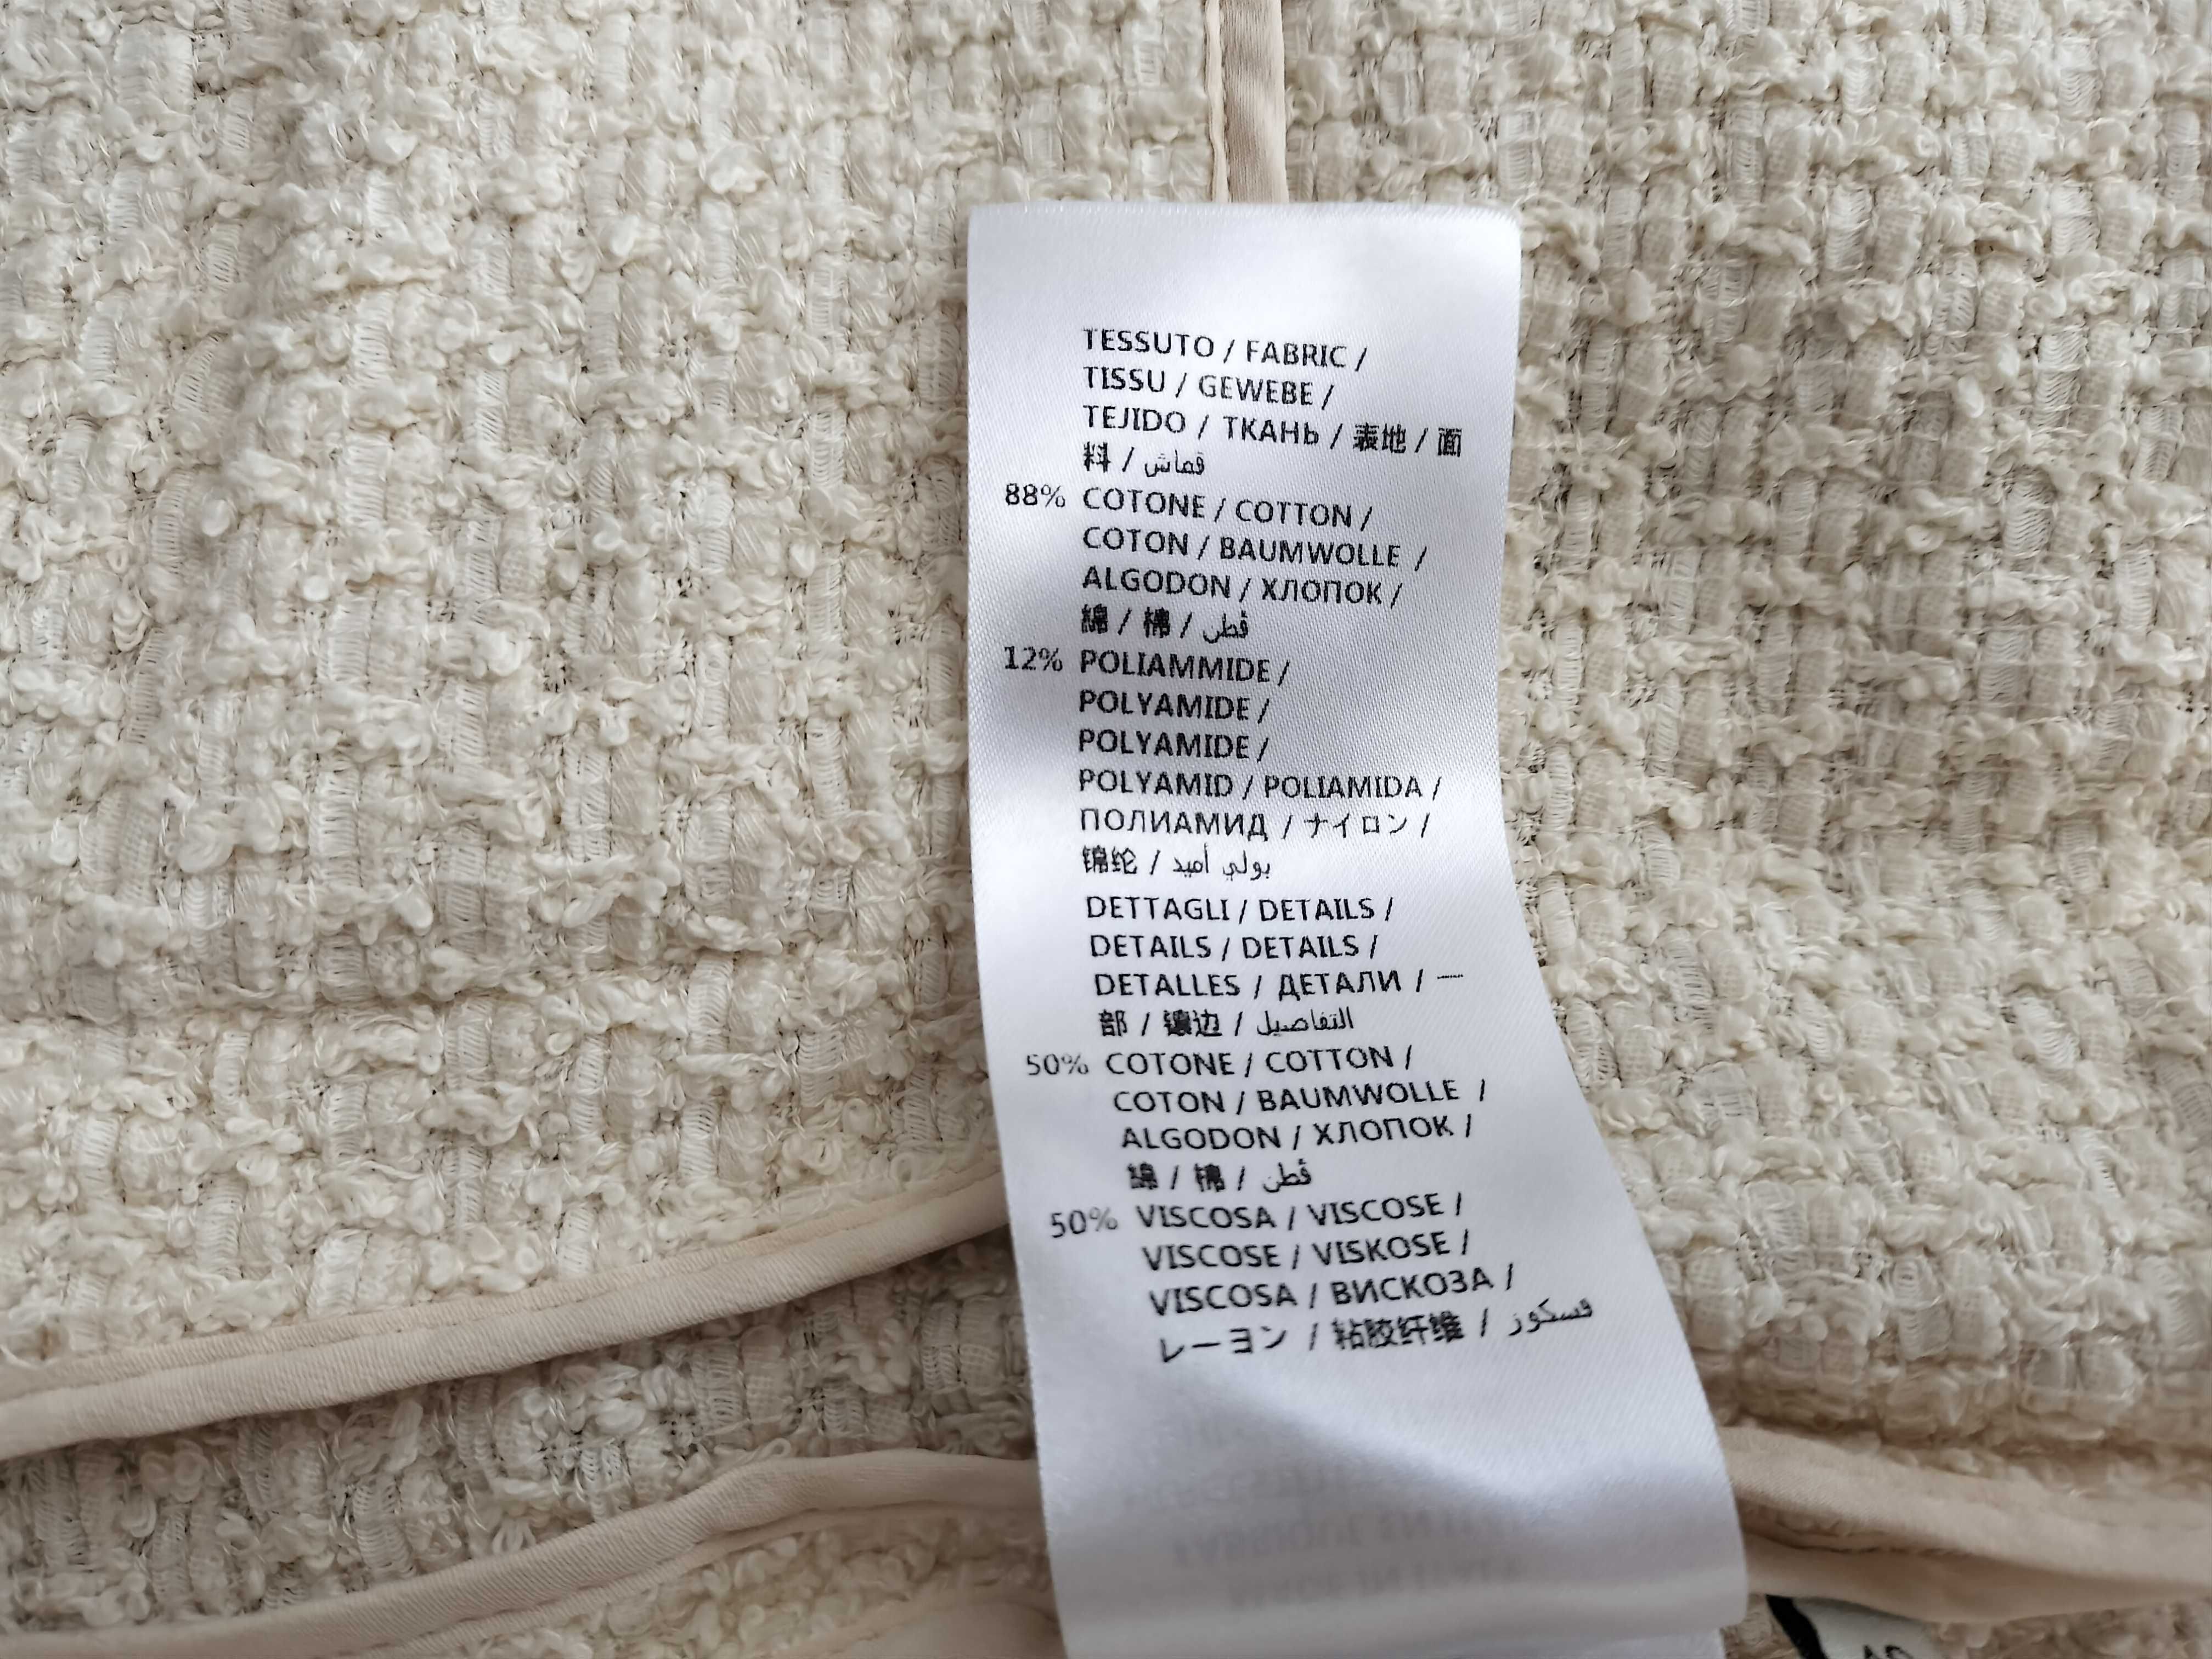 TESSUTO / FABRIC /
TISSU / GEWEBE /
TEJIDO / ТКАНЬ / 表地 / 面
料 / قماش
88% COTONE / COTTON /
COTON / BAUMWOLLE /
ALGODON / ХЛОПОК /
綿 / 棉 / قُطن
12% POLIAMMIDE /
POLYAMIDE /
POLYAMIDE /
POLYAMID / POLIAMIDA /
ПОЛИАМИД / ナイロン /
锦纶 / بولي أميد
DETTAGLI / DETAILS /
DETAILS / DETAILS /
DETALLES / ДЕТАЛИ / 一
部 / 镶边 / التفاصيل
50% COTONE / COTTON /
COTON / BAUMWOLLE /
ALGODON / ХЛОПОК /
綿 / 棉 / قُطن
50% VISCOSA / VISCOSE /
VISCOSE / VISKOSE /
VISCOSA / ВИСКОЗА /
レーヨン / 粘胶纤维 / فسكوز